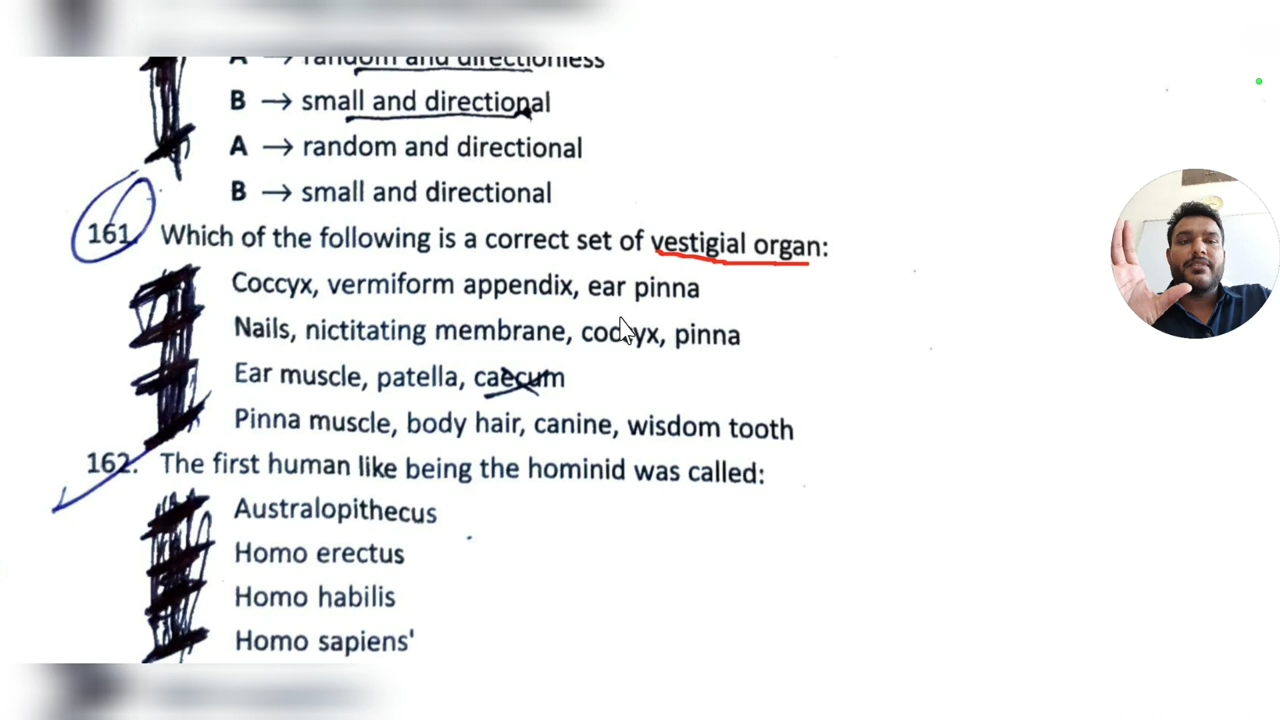 A → random and directionless
B → small and directional
A → random and directional
B → small and directional
161. Which of the following is a correct set of vestigial organ:
Coccyx, vermiform appendix, ear pinna
Nails, nictitating membrane, coccyx, pinna
Ear muscle, patella, caecum
Pinna muscle, body hair, canine, wisdom tooth
162. The first human like being the hominid was called:
Australopithecus
Homo erectus
Homo habilis
Homo sapiens'